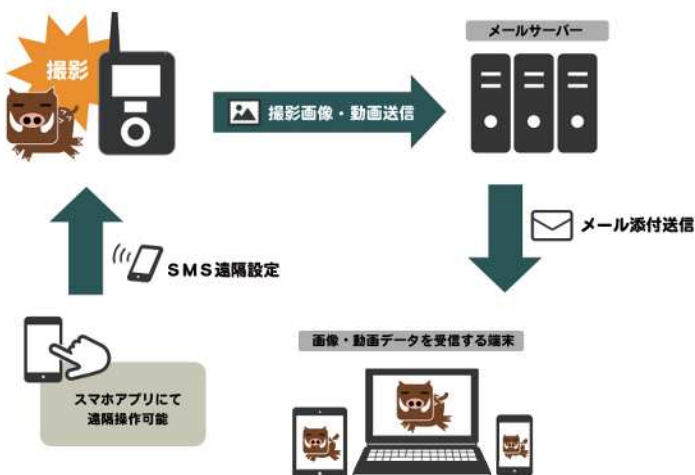 撮影
メールサーバー
撮影画像・動画送信
メール添付送信
SMS遠隔設定
画像・動画データを受信する端末
スマホアプリにて
遠隔操作可能